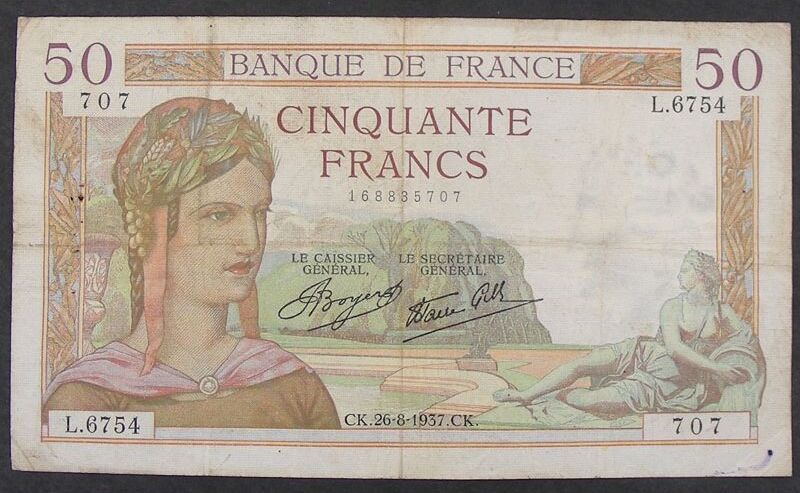 50 BANQUE DE FRANCE 50
707 L.6754
CINQUANTE
FRANCS
168835707
LE CAISSIER
GÉNÉRAL,
LE SECRÉTAIRE
GÉNÉRAL,
L.6754 CK.26-8-1937.CK. 707